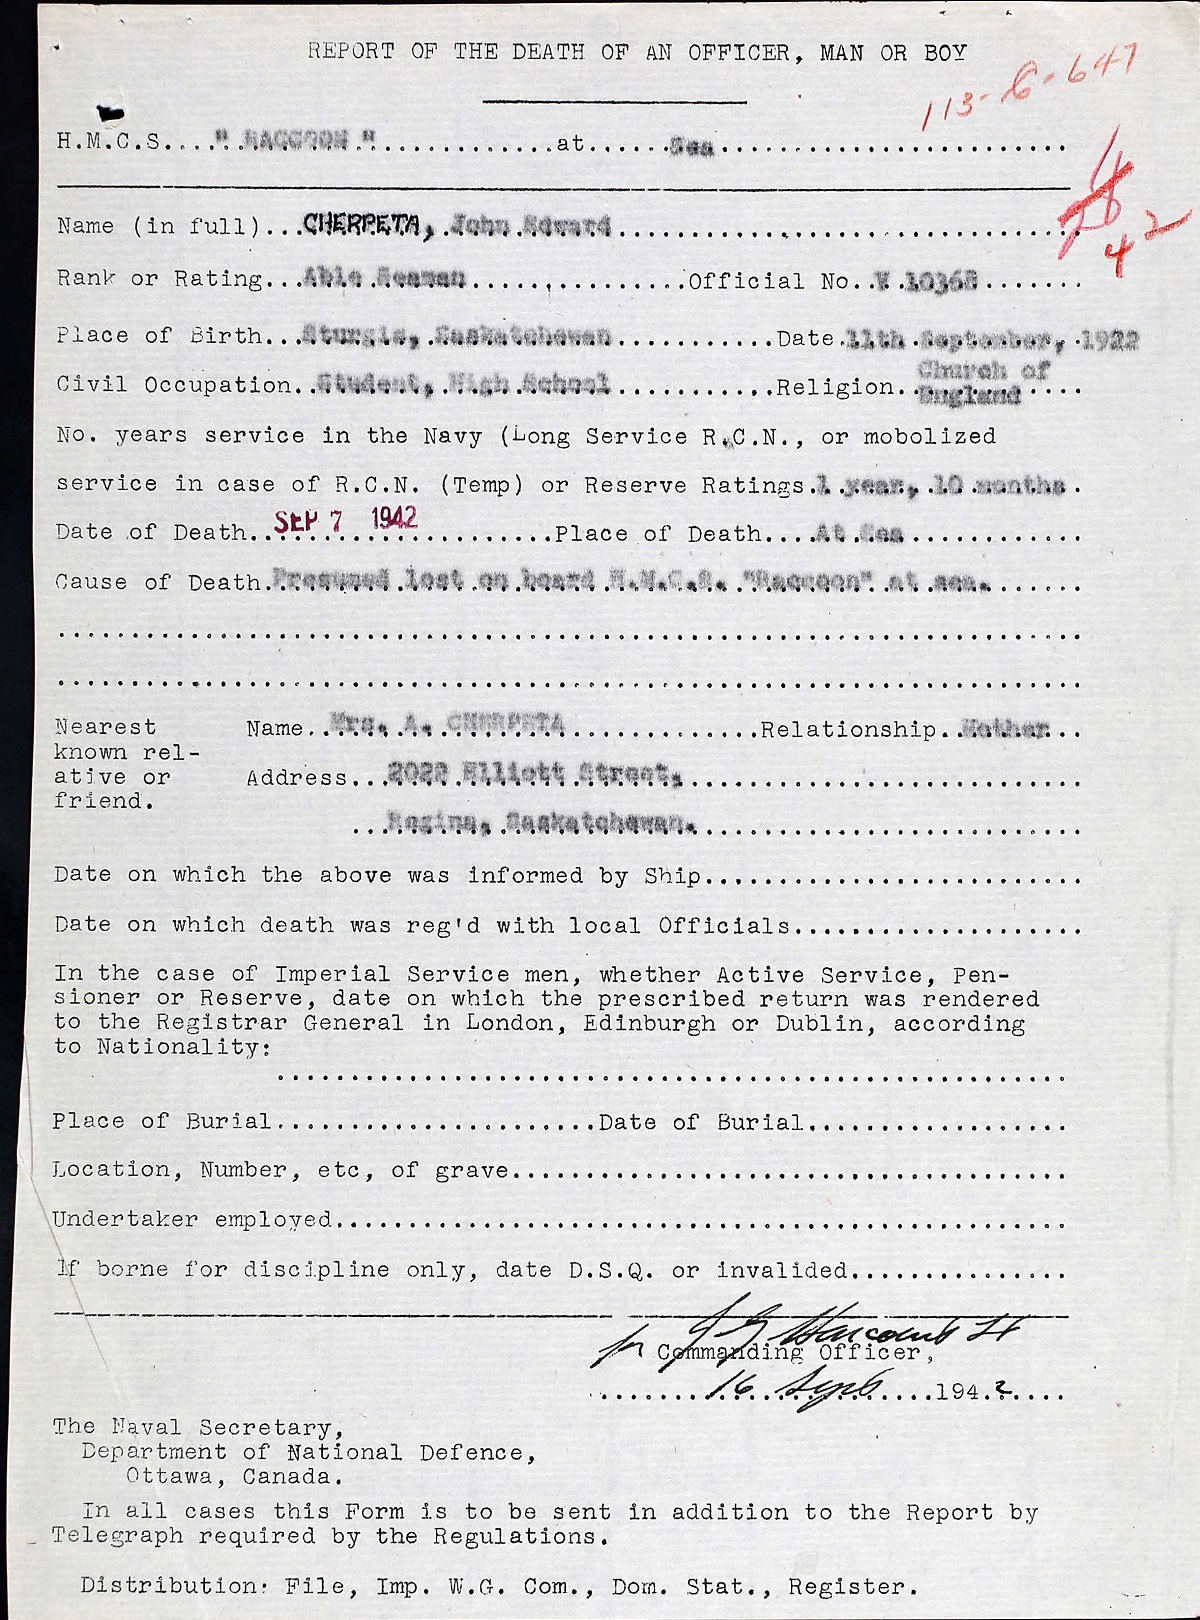 REPORT OF THE DEATH OF AN OFFICER, MAN OR BOY
113-6-647
H.M.C.S...." RACCOON ".............at......Sea........................
4 2
Name (in full)...CHERPETA, John Edward................................
Rank or Rating...Able Seaman...............Official No..V 10368.......
Place of Birth...Sturgis, Saskatchewan...........Date.11th September, 1922
Civil Occupation..Student, High School...........Religion..Church of England....
No. years service in the Navy (Long Service R.C.N., or mobolized
service in case of R.C.N. (Temp) or Reserve Ratings.1 year, 10 months.
Date of Death..SEP 7 1942...........Place of Death....At Sea............
Cause of Death.Presumed lost on board H.M.C.S. "Raccoon" at sea.......
......................................................................
......................................................................
Nearest known rel-ative or friend.
Name..Mrs. A. CHERPETA.............Relationship..Mother...
Address...2022 Elliott Street,...........................
...Regina, Saskatchewan...........................
Date on which the above was informed by Ship..........................
Date on which death was reg'd with local Officials....................
In the case of Imperial Service men, whether Active Service, Pen-
sioner or Reserve, date on which the prescribed return was rendered
to the Registrar General in London, Edinburgh or Dublin, according
to Nationality:
......................................................
Place of Burial......................Date of Burial..................
Location, Number, etc, of grave......................................
Undertaker employed..................................................
If borne for discipline only, date D.S.Q. or invalided...............
J G Harcourt Lt
for Commanding Officer,
........16 Sept.....194.2....
The Naval Secretary,
Department of National Defence,
Ottawa, Canada.
In all cases this Form is to be sent in addition to the Report by
Telegraph required by the Regulations.
Distribution: File, Imp. W.G. Com., Dom. Stat., Register.